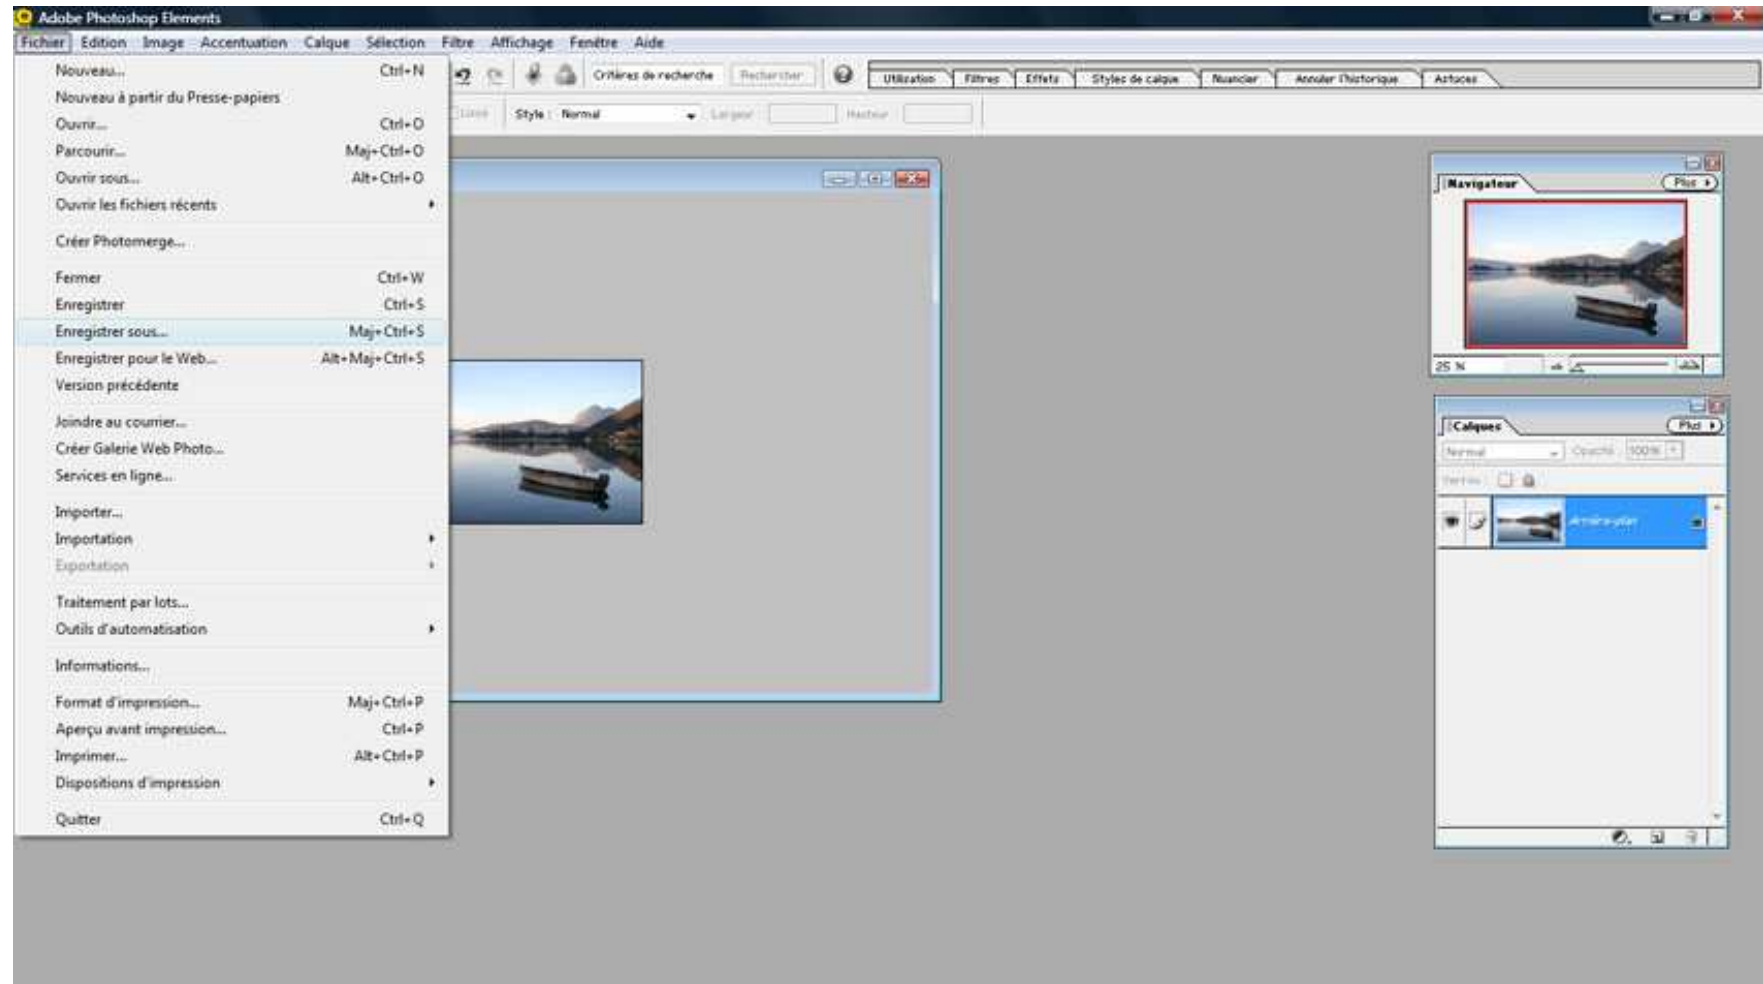 Adobe Photoshop Elements
Fichier Edition Image Accentuation Calque Sélection Filtre Affichage Fenêtre Aide
Critères de recherche Rechercher Utilisation Filtres Effets Styles de calque Nuancier Annuler l'historique Astuces
Style : Normal Largeur Hauteur
Nouveau... Ctrl+N
Nouveau à partir du Presse-papiers
Ouvrir... Ctrl+O
Parcourir... Maj+Ctrl+O
Ouvrir sous... Alt+Ctrl+O
Ouvrir les fichiers récents
Créer Photomerge...
Fermer Ctrl+W
Enregistrer Ctrl+S
Enregistrer sous... Maj+Ctrl+S
Enregistrer pour le Web... Alt+Maj+Ctrl+S
Version précédente
Joindre au courrier...
Créer Galerie Web Photo...
Services en ligne...
Importer...
Importation
Exportation
Traitement par lots...
Outils d'automatisation
Informations...
Format d'impression... Maj+Ctrl+P
Aperçu avant impression... Ctrl+P
Imprimer... Alt+Ctrl+P
Dispositions d'impression
Quitter Ctrl+Q
Navigateur Plus
25 %
Calques Plus
Normal Opacité 100%
Arrière-plan